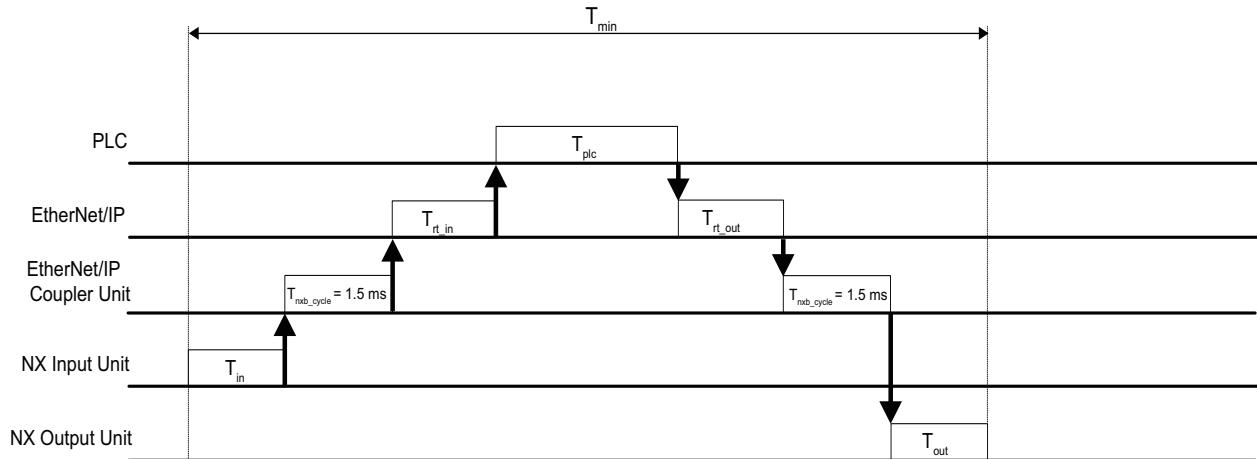 T_min
PLC
T_plc
EtherNet/IP
T_rt_in
T_rt_out
EtherNet/IP
Coupler Unit
T_nxb_cycle = 1.5 ms
T_nxb_cycle = 1.5 ms
NX Input Unit
T_in
NX Output Unit
T_out